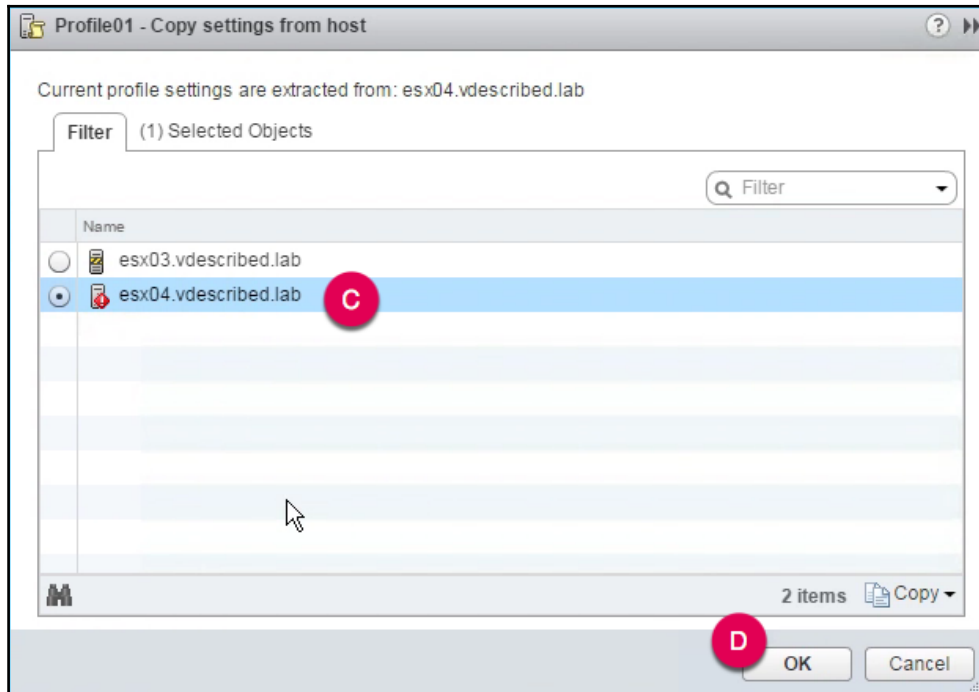 Profile01 - Copy settings from host
?
Current profile settings are extracted from: esx04.vdescribed.lab
Filter (1) Selected Objects
Filter
Name
esx03.vdescribed.lab
esx04.vdescribed.lab C
2 items Copy
D
OK Cancel